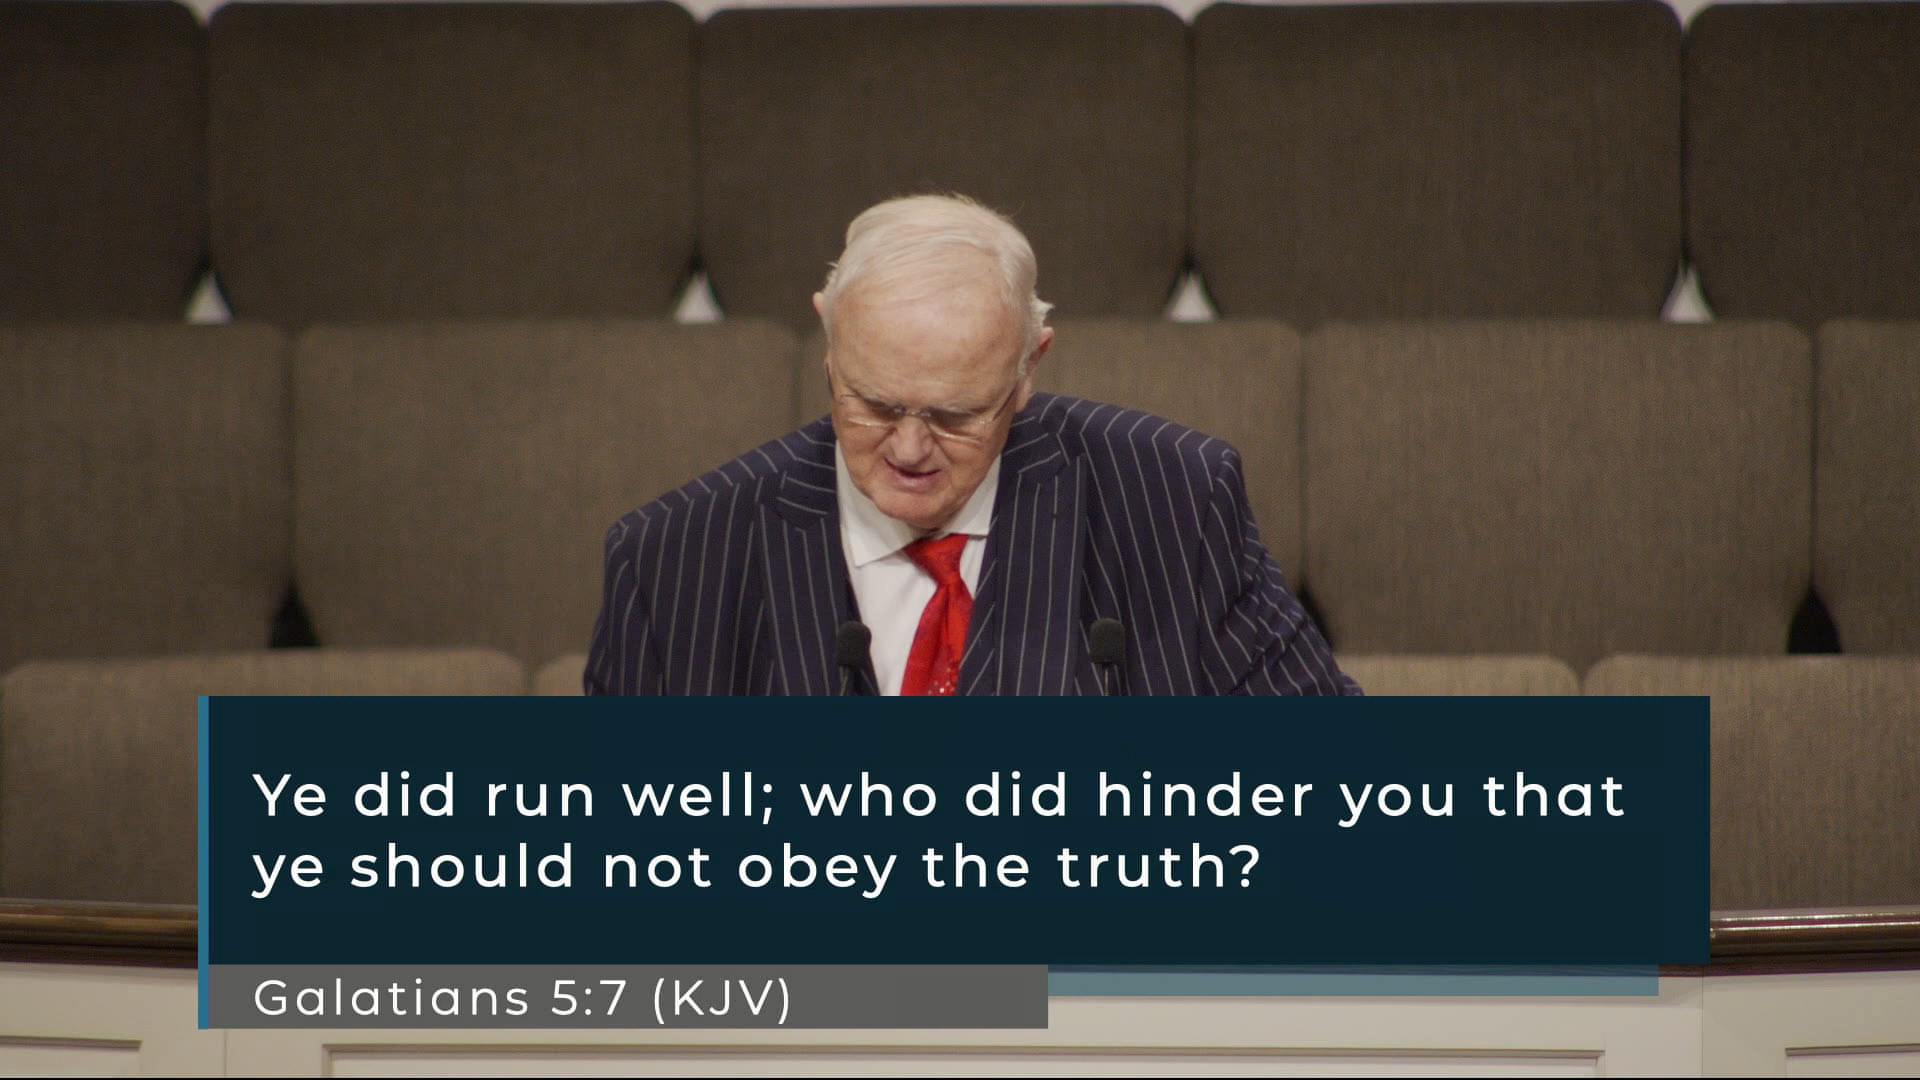 Ye did run well; who did hinder you that
ye should not obey the truth?
Galatians 5:7 (KJV)